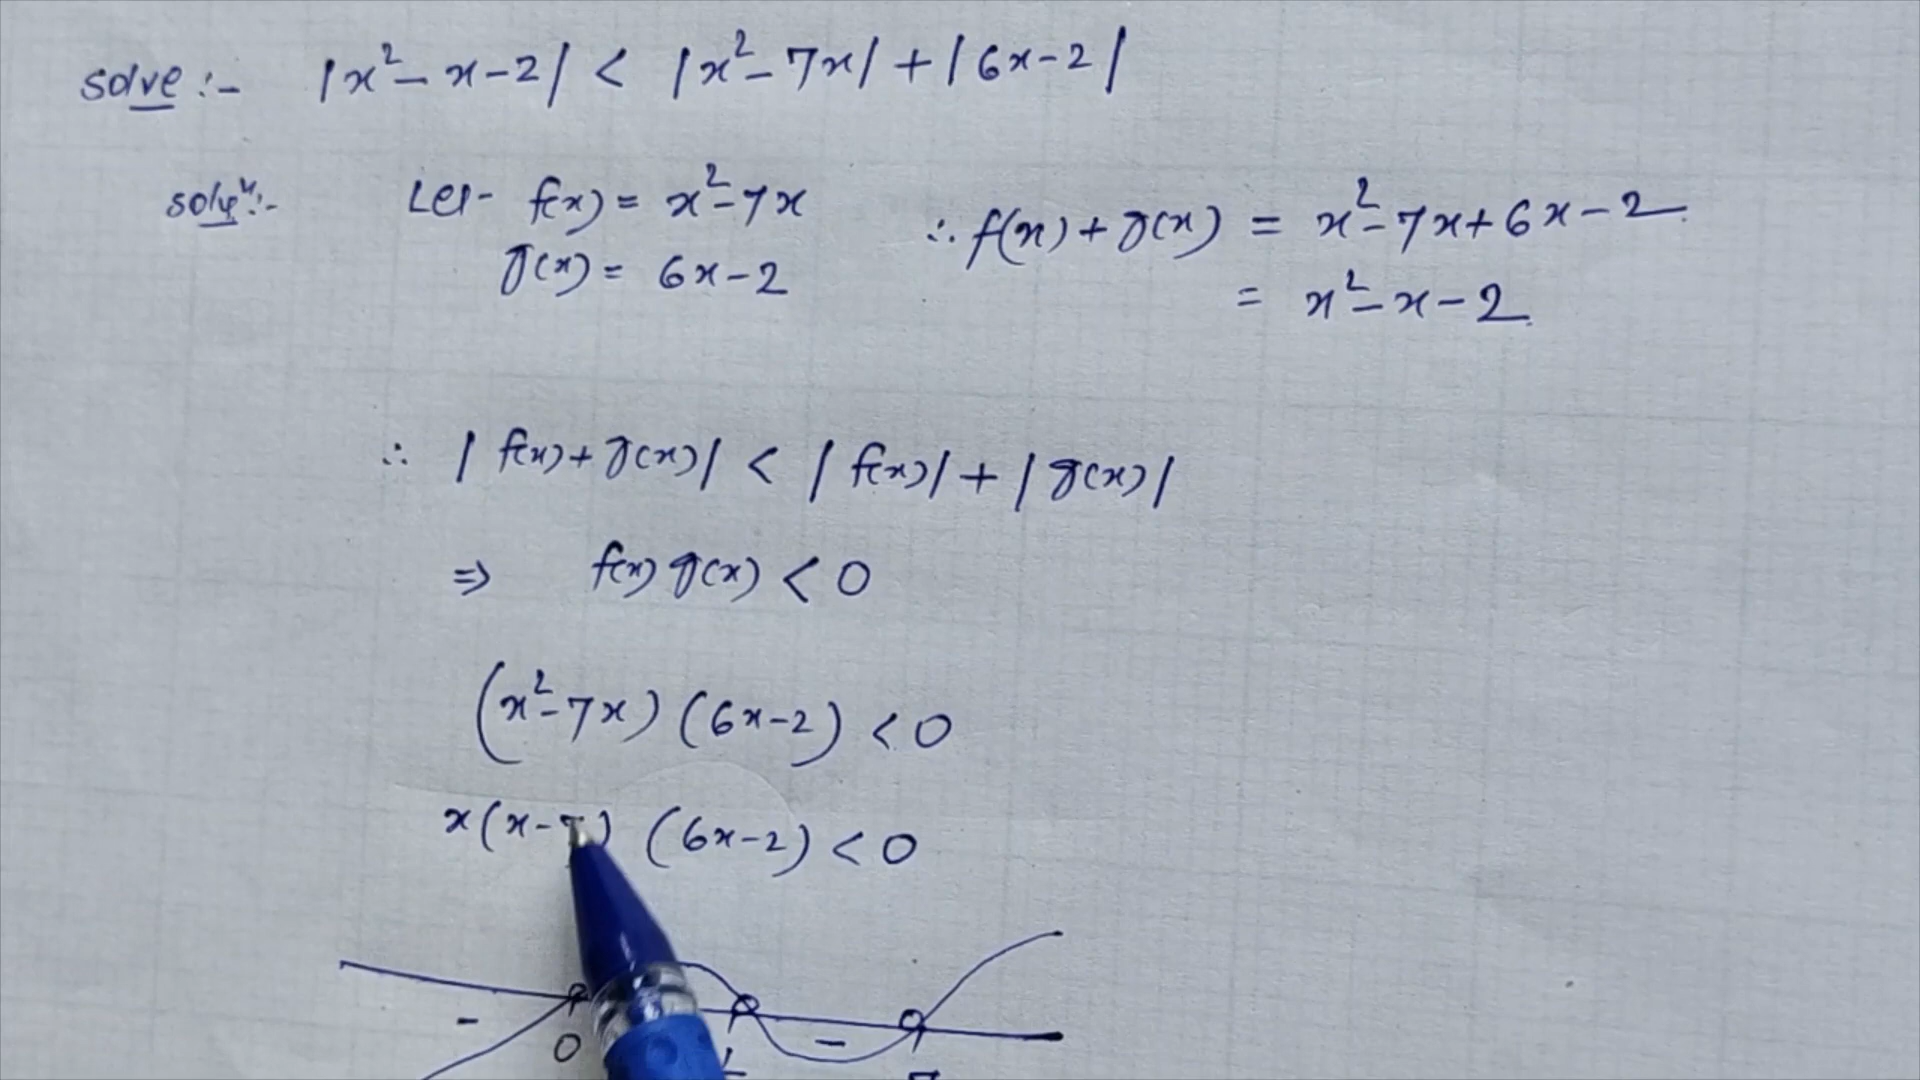 solve :- |x²-x-2| < |x²-7x| + |6x-2|
solⁿ:- Let f(x) = x²-7x ∴ f(x)+g(x) = x²-7x+6x-2
g(x) = 6x-2 = x²-x-2
∴ |f(x)+g(x)| < |f(x)|+|g(x)|
⇒ f(x) g(x) < 0
(x²-7x) (6x-2) < 0
x(x-7) (6x-2) < 0
- -
0